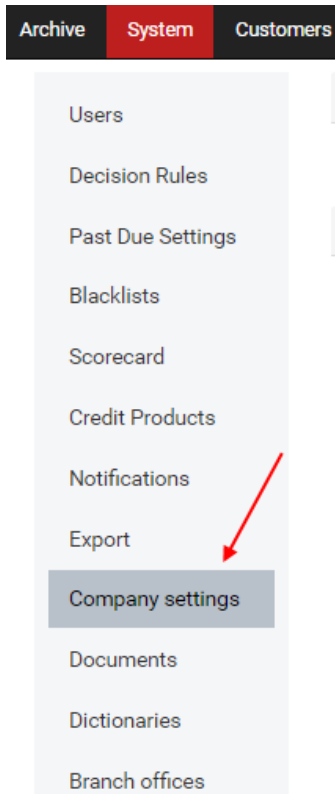 Archive System Customers
Users
Decision Rules
Past Due Settings
Blacklists
Scorecard
Credit Products
Notifications
Export
Company settings
Documents
Dictionaries
Branch offices